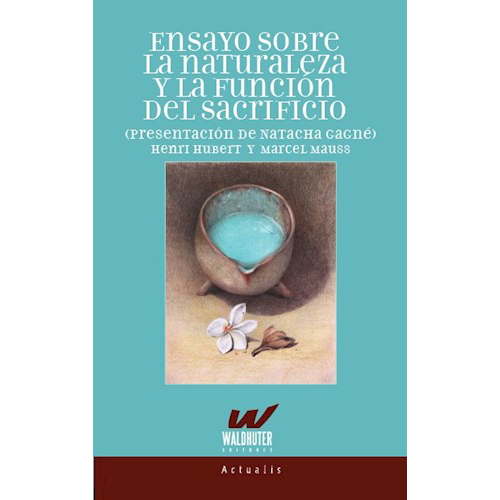 Ensayo sobre
la naturaleza
y la función
del sacrificio
(Presentación de Natacha Gagné)
Henri Hubert y Marcel Mauss
W
WALDHUTER
EDITORES
Actualis